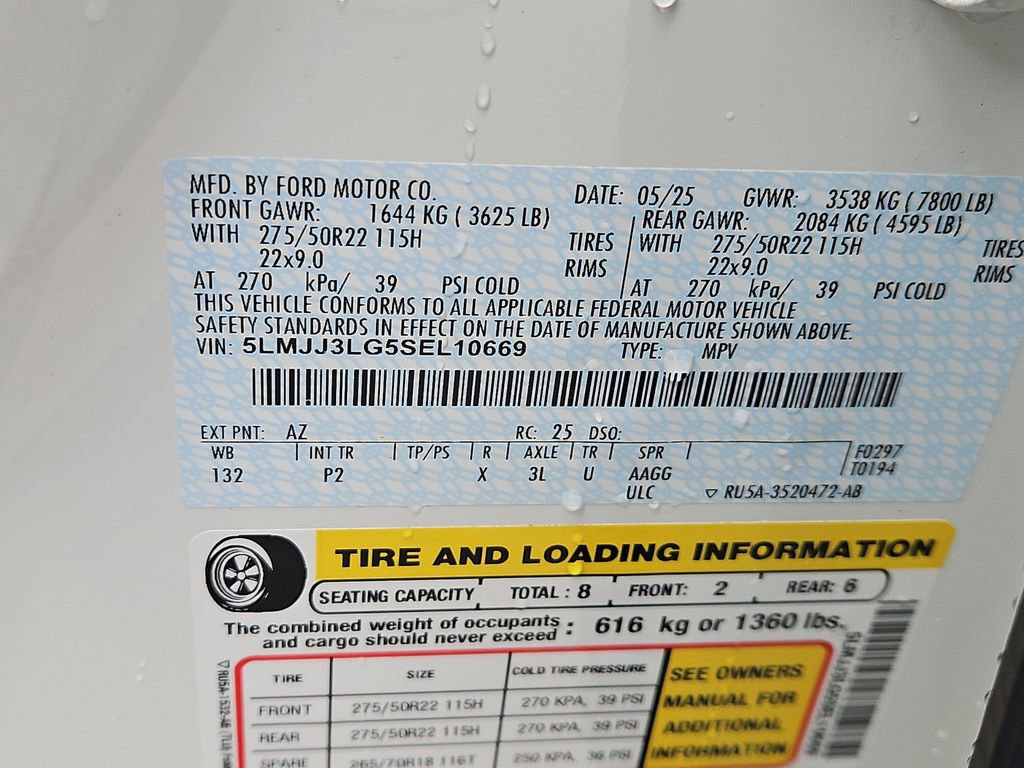 MFD. BY FORD MOTOR CO. DATE: 05/25 GVWR: 3538 KG ( 7800 LB)
FRONT GAWR: 1644 KG ( 3625 LB) REAR GAWR: 2084 KG ( 4595 LB)
WITH 275/50R22 115H TIRES WITH 275/50R22 115H TIRES
22x9.0 RIMS 22x9.0 RIMS
AT 270 kPa/ 39 PSI COLD AT 270 kPa/ 39 PSI COLD
THIS VEHICLE CONFORMS TO ALL APPLICABLE FEDERAL MOTOR VEHICLE
SAFETY STANDARDS IN EFFECT ON THE DATE OF MANUFACTURE SHOWN ABOVE.
VIN: 5LMJJ3LG5SEL10669 TYPE: MPV
EXT PNT: AZ RC: 25 DSO:
WB INT TR TP/PS R AXLE TR SPR F0297
132 P2 X 3L U AAGG T0194
ULC ▽ RU5A-3520472-AB
TIRE AND LOADING INFORMATION
SEATING CAPACITY TOTAL : 8 FRONT: 2 REAR: 6
The combined weight of occupants
and cargo should never exceed : 616 kg or 1360 lbs.
TIRE SIZE COLD TIRE PRESSURE SEE OWNERS
FRONT 275/50R22 115H 270 KPA, 39 PSI MANUAL FOR
REAR 275/50R22 115H 270 KPA, 39 PSI ADDITIONAL
SPARE 265/70R18 116T 250 KPA, 36 PSI INFORMATION